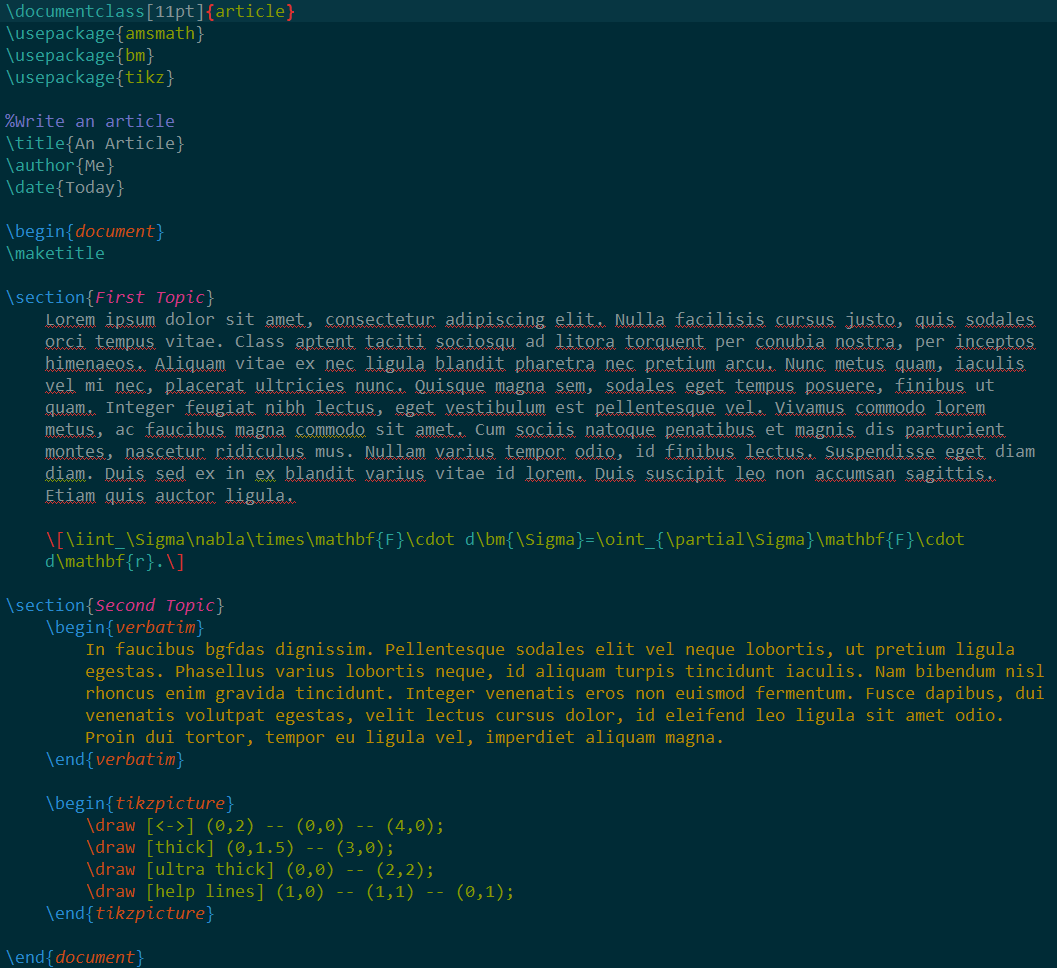 \documentclass[11pt]{article}
\usepackage{amsmath}
\usepackage{bm}
\usepackage{tikz}
%Write an article
\title{An Article}
\author{Me}
\date{Today}
\begin{document}
\maketitle
\section{First Topic}
Lorem ipsum dolor sit amet, consectetur adipiscing elit. Nulla facilisis cursus justo, quis sodales
orci tempus vitae. Class aptent taciti sociosqu ad litora torquent per conubia nostra, per inceptos
himenaeos. Aliquam vitae ex nec ligula blandit pharetra nec pretium arcu. Nunc metus quam, iaculis
vel mi nec, placerat ultricies nunc. Quisque magna sem, sodales eget tempus posuere, finibus ut
quam. Integer feugiat nibh lectus, eget vestibulum est pellentesque vel. Vivamus commodo lorem
metus, ac faucibus magna commodo sit amet. Cum sociis natoque penatibus et magnis dis parturient
montes, nascetur ridiculus mus. Nullam varius tempor odio, id finibus lectus. Suspendisse eget diam
diam. Duis sed ex in ex blandit varius vitae id lorem. Duis suscipit leo non accumsan sagittis.
Etiam quis auctor ligula.
\[\iint_\Sigma\nabla\times\mathbf{F}\cdot d\bm{\Sigma}=\oint_{\partial\Sigma}\mathbf{F}\cdot
d\mathbf{r}.\]
\section{Second Topic}
\begin{verbatim}
In faucibus bgfdas dignissim. Pellentesque sodales elit vel neque lobortis, ut pretium ligula
egestas. Phasellus varius lobortis neque, id aliquam turpis tincidunt iaculis. Nam bibendum nisl
rhoncus enim gravida tincidunt. Integer venenatis eros non euismod fermentum. Fusce dapibus, dui
venenatis volutpat egestas, velit lectus cursus dolor, id eleifend leo ligula sit amet odio.
Proin dui tortor, tempor eu ligula vel, imperdiet aliquam magna.
\end{verbatim}
\begin{tikzpicture}
\draw [<->] (0,2) -- (0,0) -- (4,0);
\draw [thick] (0,1.5) -- (3,0);
\draw [ultra thick] (0,0) -- (2,2);
\draw [help lines] (1,0) -- (1,1) -- (0,1);
\end{tikzpicture}
\end{document}